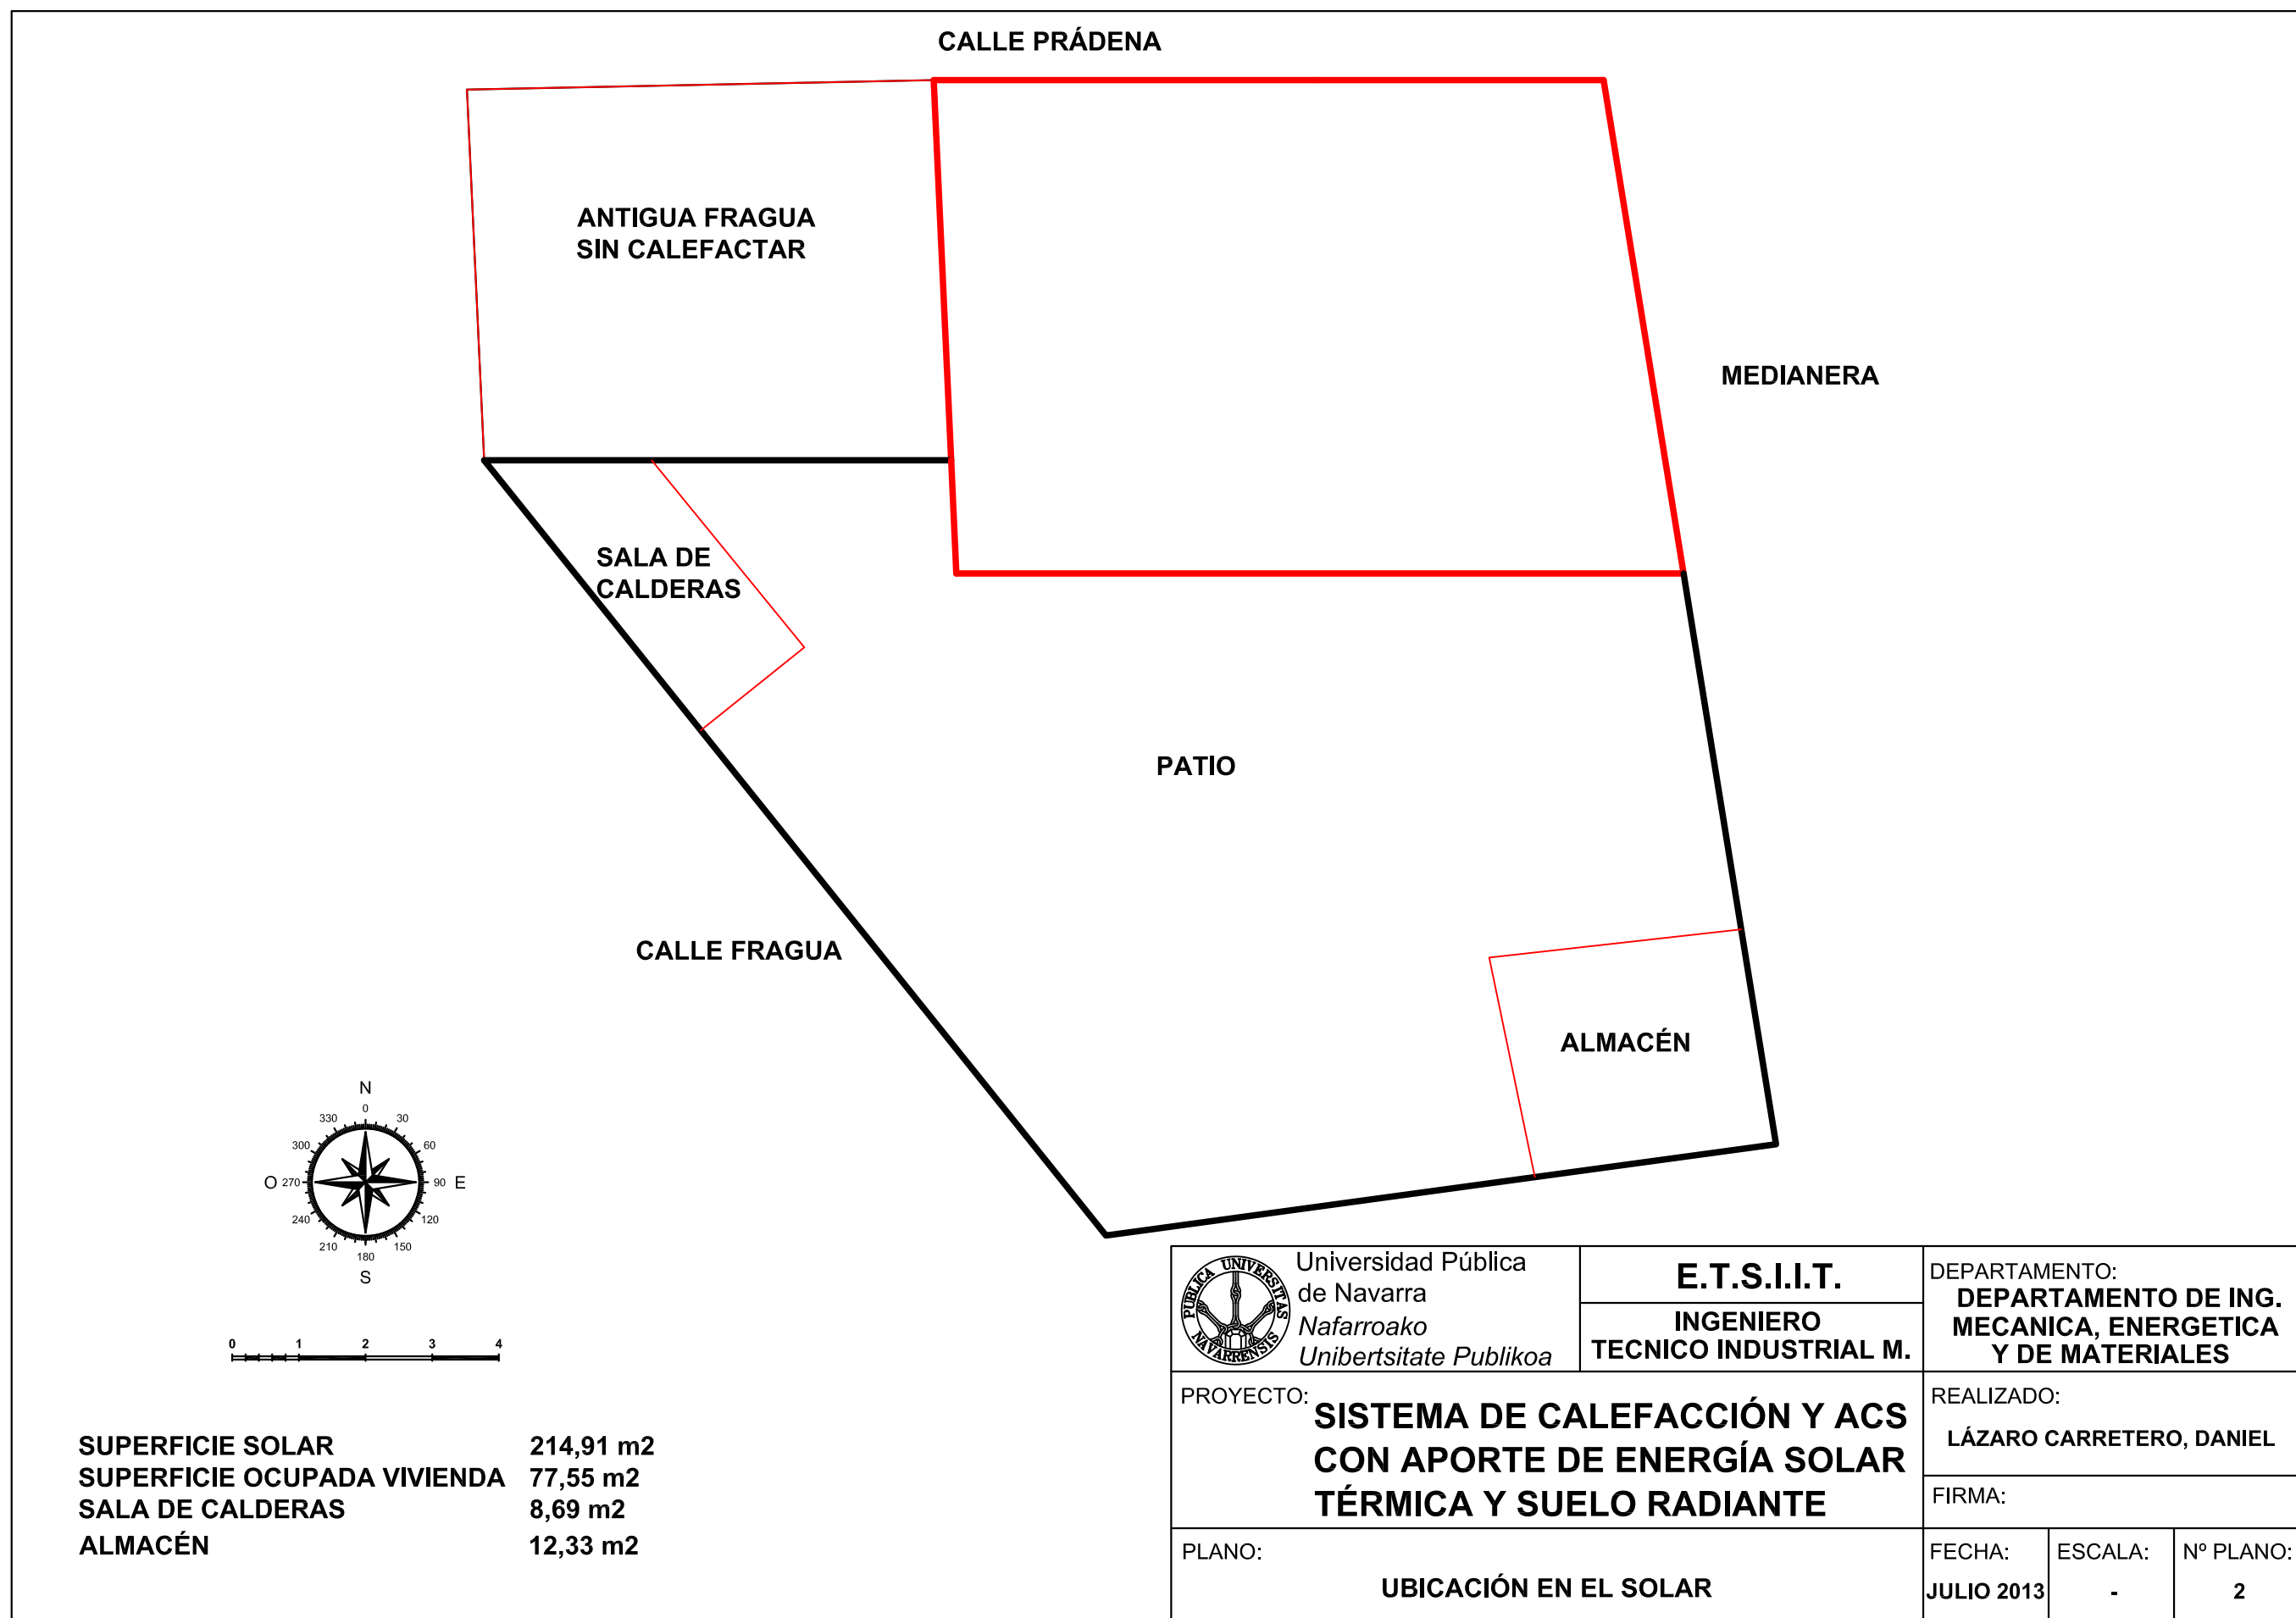 CALLE PRÁDENA
ANTIGUA FRAGUA
SIN CALEFACTAR
MEDIANERA
SALA DE
CALDERAS
PATIO
CALLE FRAGUA
ALMACÉN
N
0
330 30
300 60
O 270 90 E
240 120
210 150
180
S
0 1 2 3 4
SUPERFICIE SOLAR 214,91 m2
SUPERFICIE OCUPADA VIVIENDA 77,55 m2
SALA DE CALDERAS 8,69 m2
ALMACÉN 12,33 m2
PUBLICA UNIVERSITAS NAVARRENSIS
Universidad Pública
de Navarra
Nafarroako
Unibertsitate Publikoa
E.T.S.I.I.T.
INGENIERO
TECNICO INDUSTRIAL M.
DEPARTAMENTO:
DEPARTAMENTO DE ING.
MECANICA, ENERGETICA
Y DE MATERIALES
PROYECTO:
SISTEMA DE CALEFACCIÓN Y ACS
CON APORTE DE ENERGÍA SOLAR
TÉRMICA Y SUELO RADIANTE
REALIZADO:
LÁZARO CARRETERO, DANIEL
FIRMA:
PLANO:
UBICACIÓN EN EL SOLAR
FECHA:
JULIO 2013
ESCALA:
-
Nº PLANO:
2